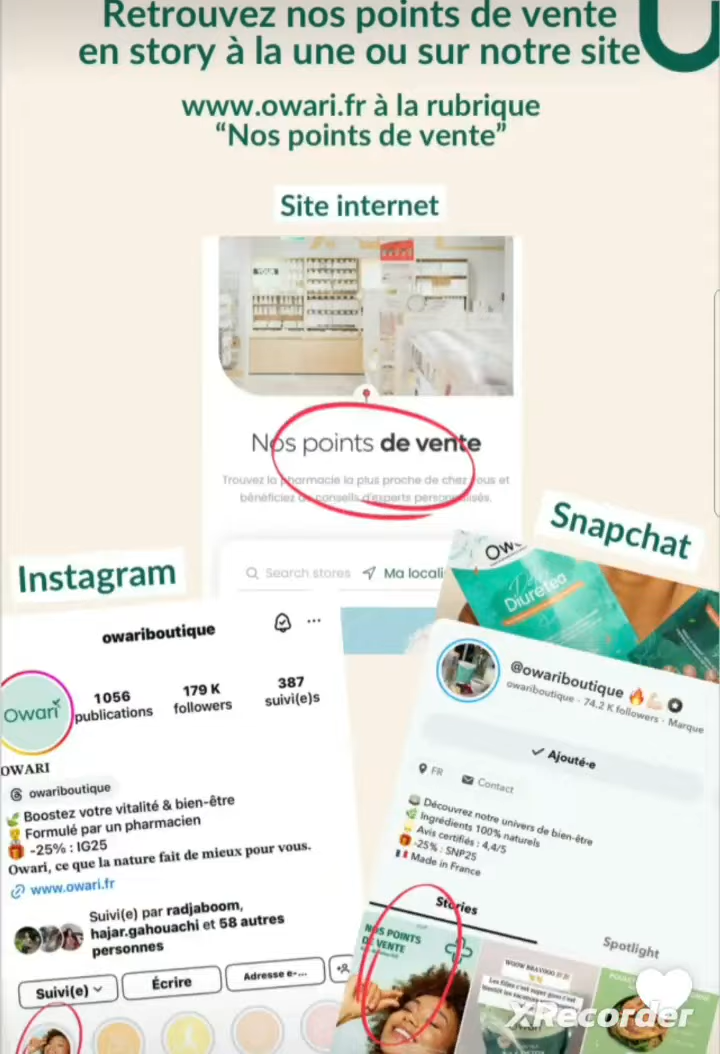 Retrouvez nos points de vente
en story à la une ou sur notre site
www.owari.fr à la rubrique
“Nos points de vente”
Site internet
Nos points de vente
Trouvez la pharmacie la plus proche de chez vous et
bénéficiez de conseils d'experts personnalisés.
Search stores
Ma locali
Snapchat
Instagram
Diuretea
owariboutique
1056
publications
179 K
followers
387
suivi(e)s
Owari
OWARI
owariboutique
Boostez votre vitalité & bien-être
Formulé par un pharmacien
-25% : IG25
Owari, ce que la nature fait de mieux pour vous.
www.owari.fr
Suivi(e) par radjaboom,
hajar.gahouachi et 58 autres
personnes
Suivi(e)
Écrire
Adresse e-...
@owariboutique
owariboutique · 74.2 K followers · Marque
Ajouté·e
FR
Contact
Découvrez notre univers de bien-être
Ingrédients 100% naturels
Avis certifiés : 4,4/5
-25% : SNP25
Made in France
Stories
Spotlight
NOS POINTS
DE VENTE
XRecorder